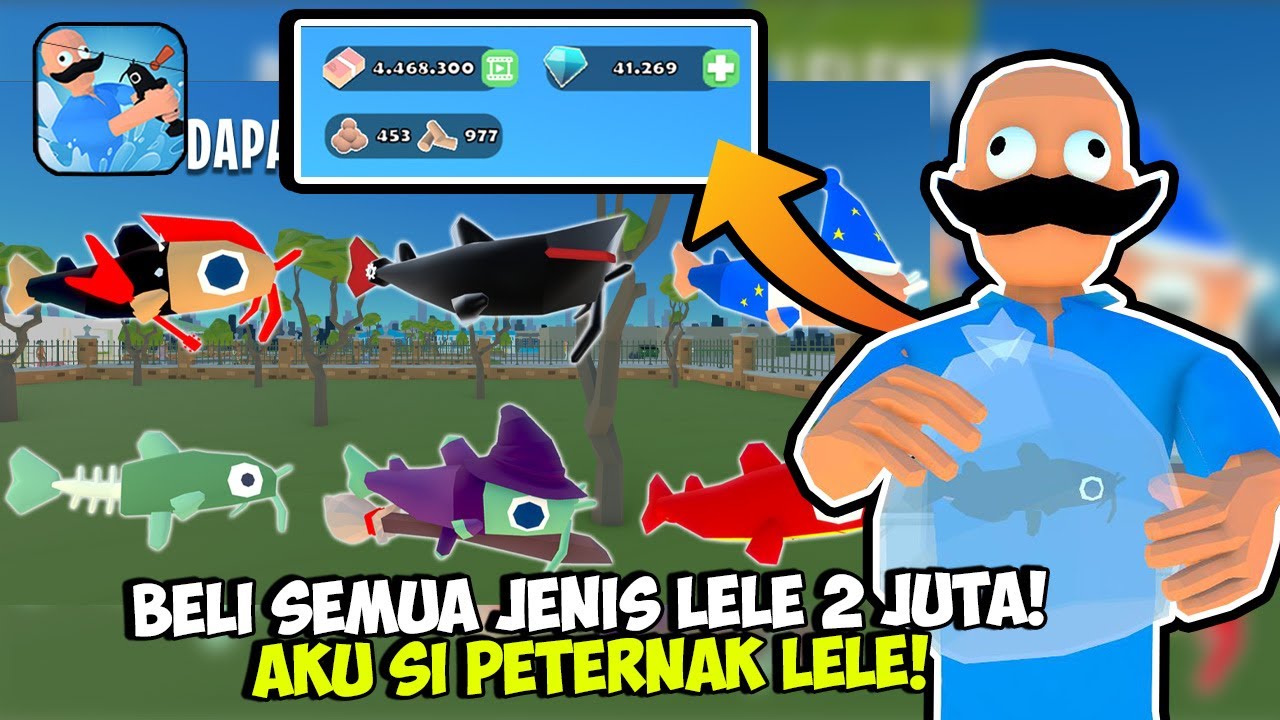 4.468.300
41.269
453
977
DAPA
BELI SEMUA JENIS LELE 2 JUTA!
AKU SI PETERNAK LELE!